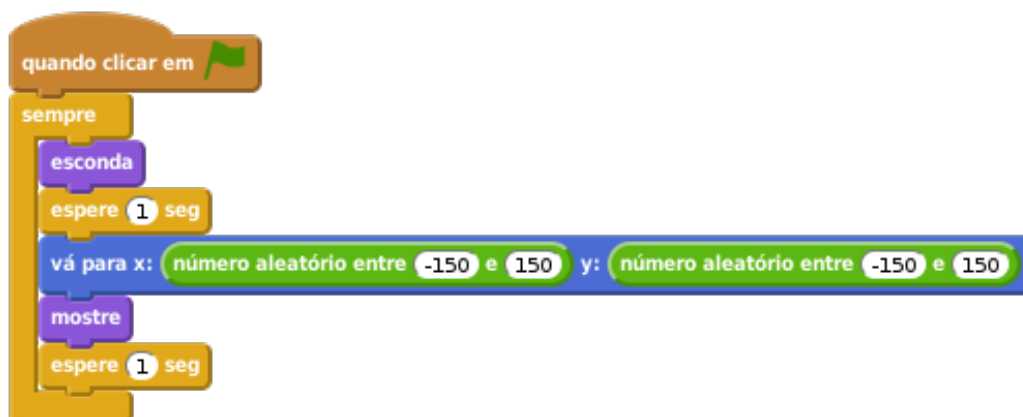 quando clicar em
sempre
esconda
espere 1 seg
vá para x: número aleatório entre -150 e 150 y: número aleatório entre -150 e 150
mostre
espere 1 seg